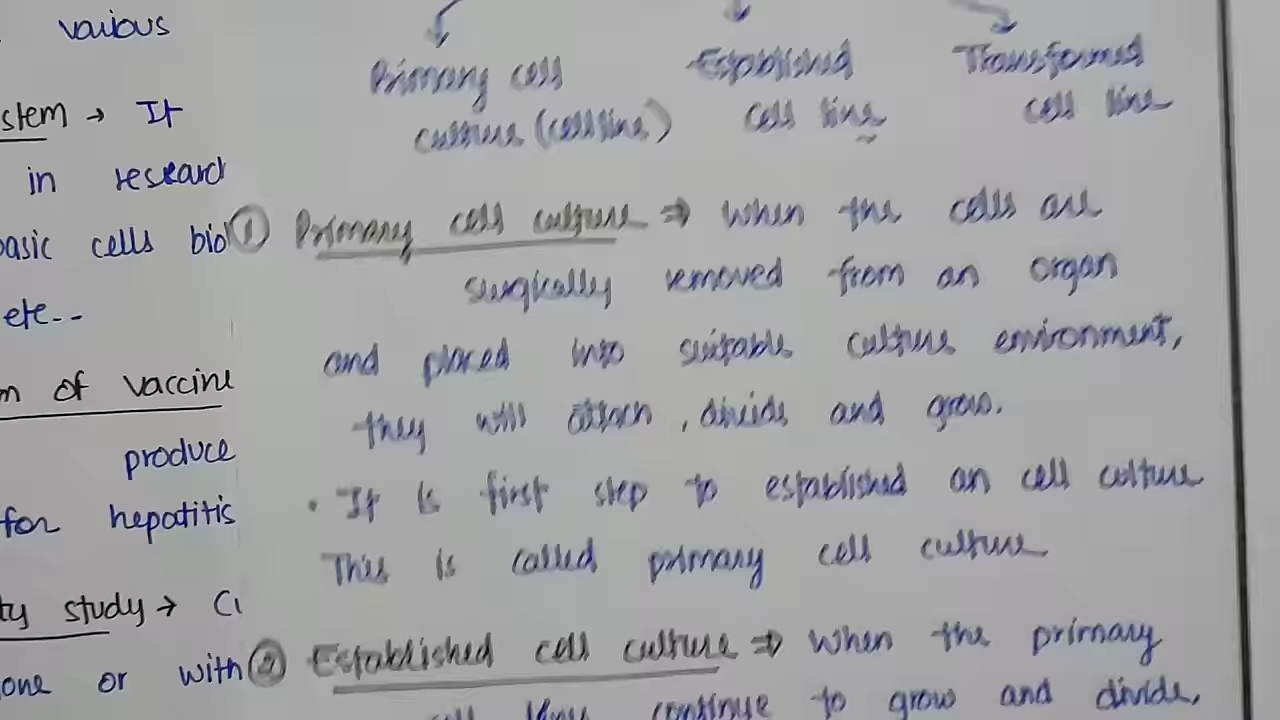 various
stem → It
in research
basic cells bio
etc--
m of vaccine
produce
for hepatitis
ty study →
one or with
Primary cell Established Transformed
culture (cell line) cell line cell line
① Primary cell culture ⇒ When the cells are
surgically removed from an organ
and placed into suitable culture environment,
they will attach, divide and grow.
• It is first step to established an cell culture
This is called primary cell culture
② Established cell culture ⇒ When the primary
cell lines continue to grow and divide,